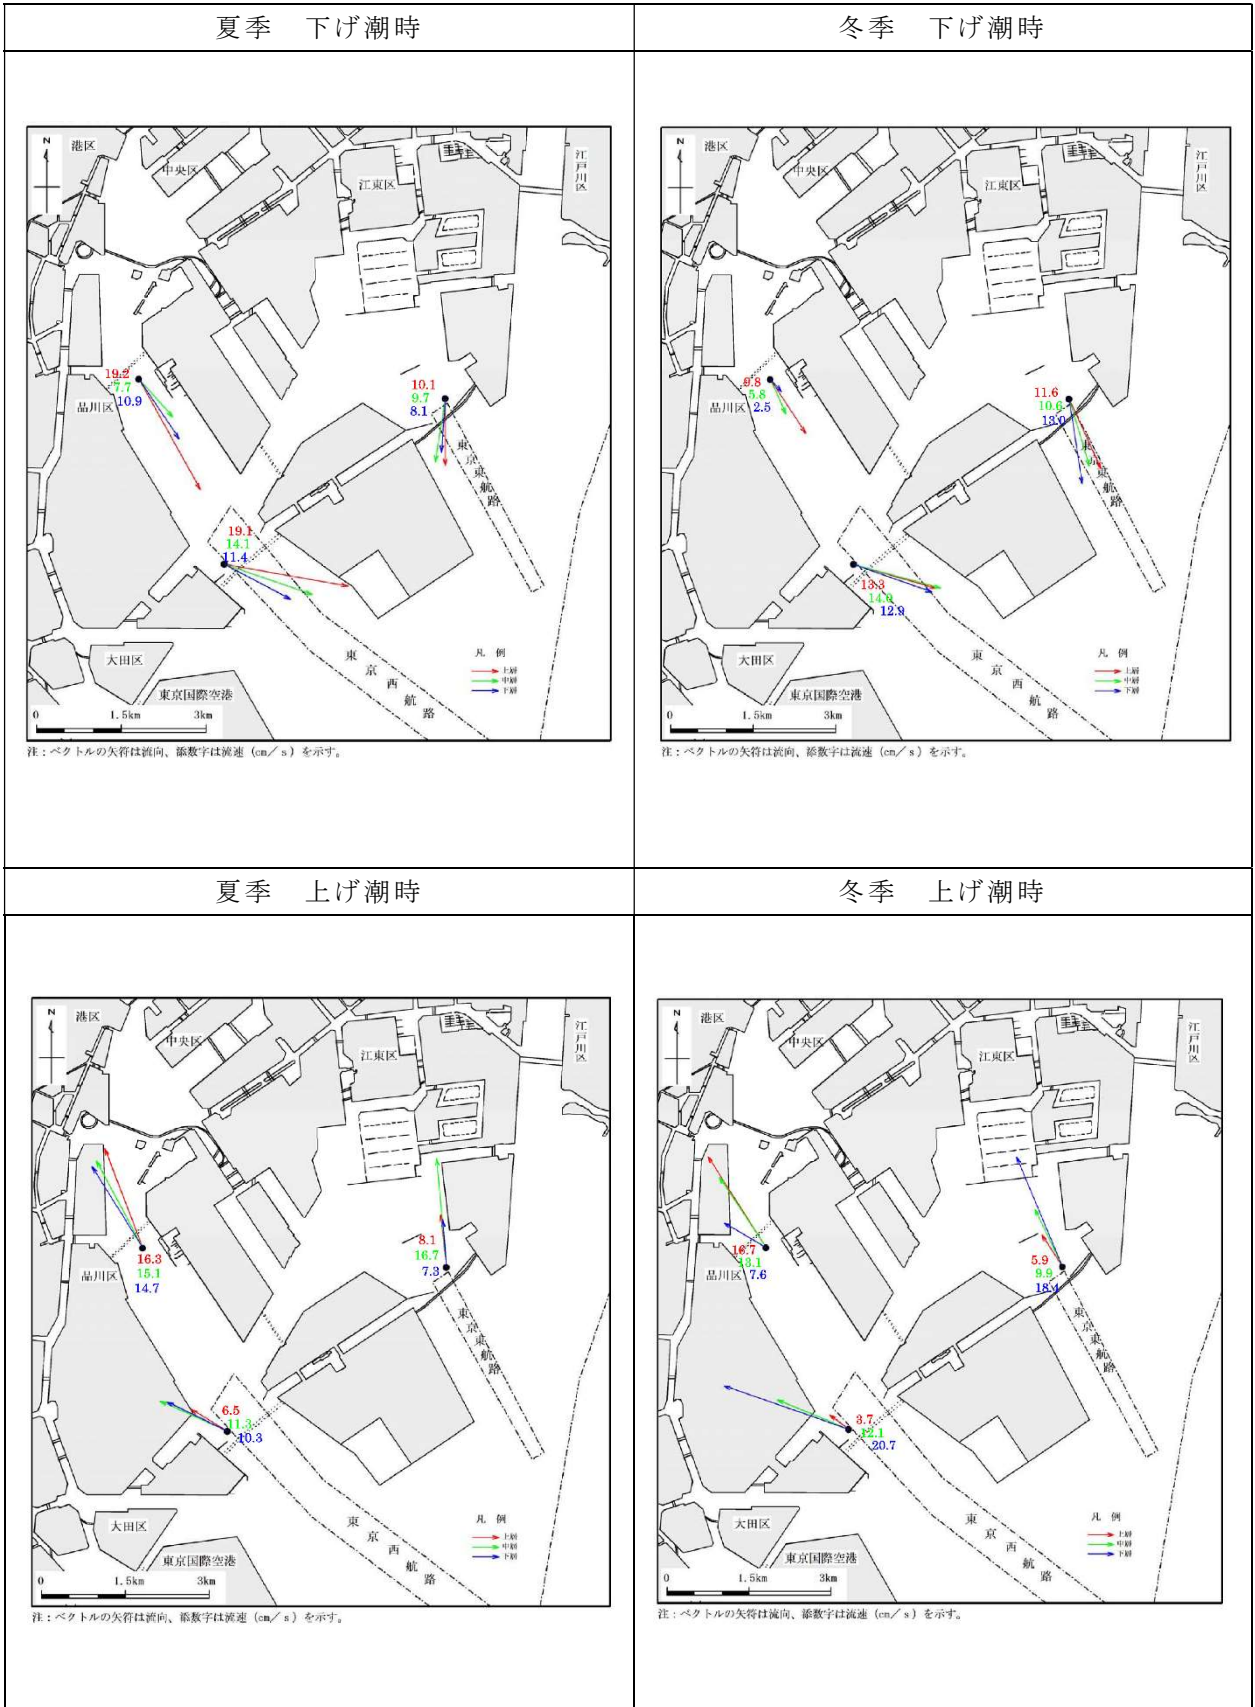 夏季　下げ潮時
冬季　下げ潮時
N
港区
中央区
江東区
江戸川区
19.2
7.7
10.9
品川区
10.1
9.7
8.1
東京東航路
19.1
14.1
11.4
大田区
東京国際空港
東京西航路
凡　例
上層
中層
下層
0 1.5km 3km
注：ベクトルの矢符は流向、添数字は流速（cm／s）を示す。
N
港区
中央区
江東区
江戸川区
9.8
5.8
2.5
品川区
11.6
10.6
13.0
東京東航路
13.3
14.0
12.9
大田区
東京国際空港
東京西航路
凡　例
上層
中層
下層
0 1.5km 3km
注：ベクトルの矢符は流向、添数字は流速（cm／s）を示す。
夏季　上げ潮時
冬季　上げ潮時
N
港区
中央区
江東区
江戸川区
16.3
15.1
14.7
品川区
8.1
16.7
7.3
東京東航路
6.5
11.3
10.3
大田区
東京国際空港
東京西航路
凡　例
上層
中層
下層
0 1.5km 3km
注：ベクトルの矢符は流向、添数字は流速（cm／s）を示す。
N
港区
中央区
江東区
江戸川区
16.7
13.1
7.6
品川区
5.9
9.9
18.4
東京東航路
3.7
12.1
20.7
大田区
東京国際空港
東京西航路
凡　例
上層
中層
下層
0 1.5km 3km
注：ベクトルの矢符は流向、添数字は流速（cm／s）を示す。